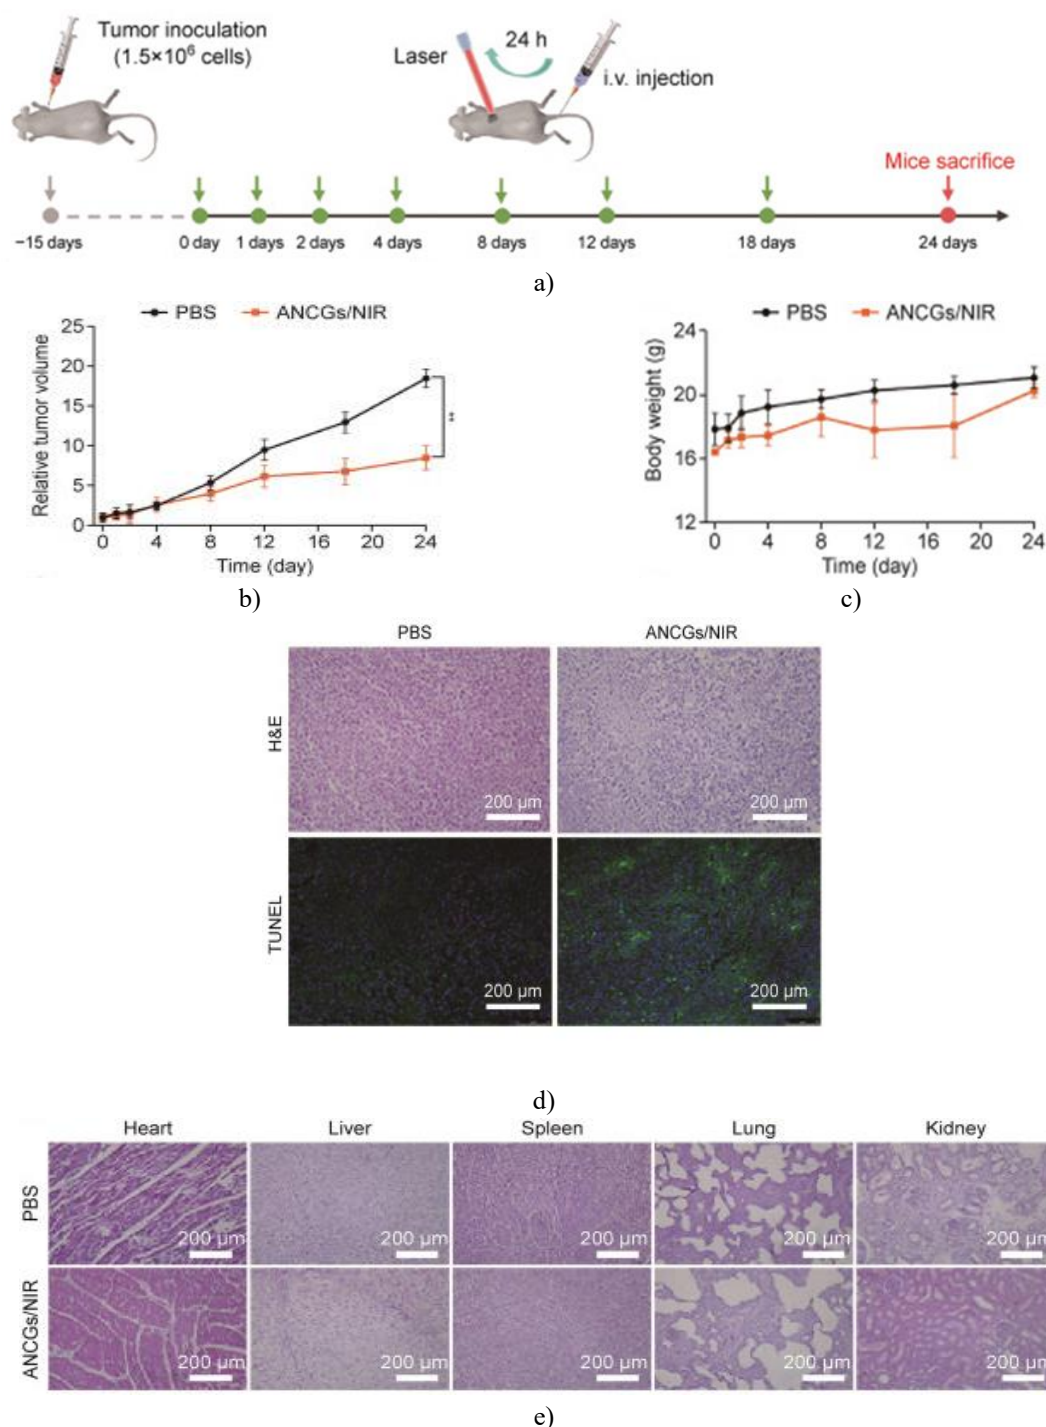 Tumor inoculation
(1.5×10⁶ cells)
Laser
24 h
i.v. injection
Mice sacrifice
−15 days
0 day
1 days
2 days
4 days
8 days
12 days
18 days
24 days
a)
PBS
ANCGs/NIR
Relative tumor volume
25
20
15
10
5
0
**
0
4
8
12
16
20
24
Time (day)
b)
PBS
ANCGs/NIR
Body weight (g)
24
20
16
12
0
4
8
12
16
20
24
Time (day)
c)
PBS
ANCGs/NIR
H&E
200 μm
200 μm
TUNEL
200 μm
200 μm
d)
Heart
Liver
Spleen
Lung
Kidney
PBS
200 μm
200 μm
200 μm
200 μm
200 μm
ANCGs/NIR
200 μm
200 μm
200 μm
200 μm
200 μm
e)